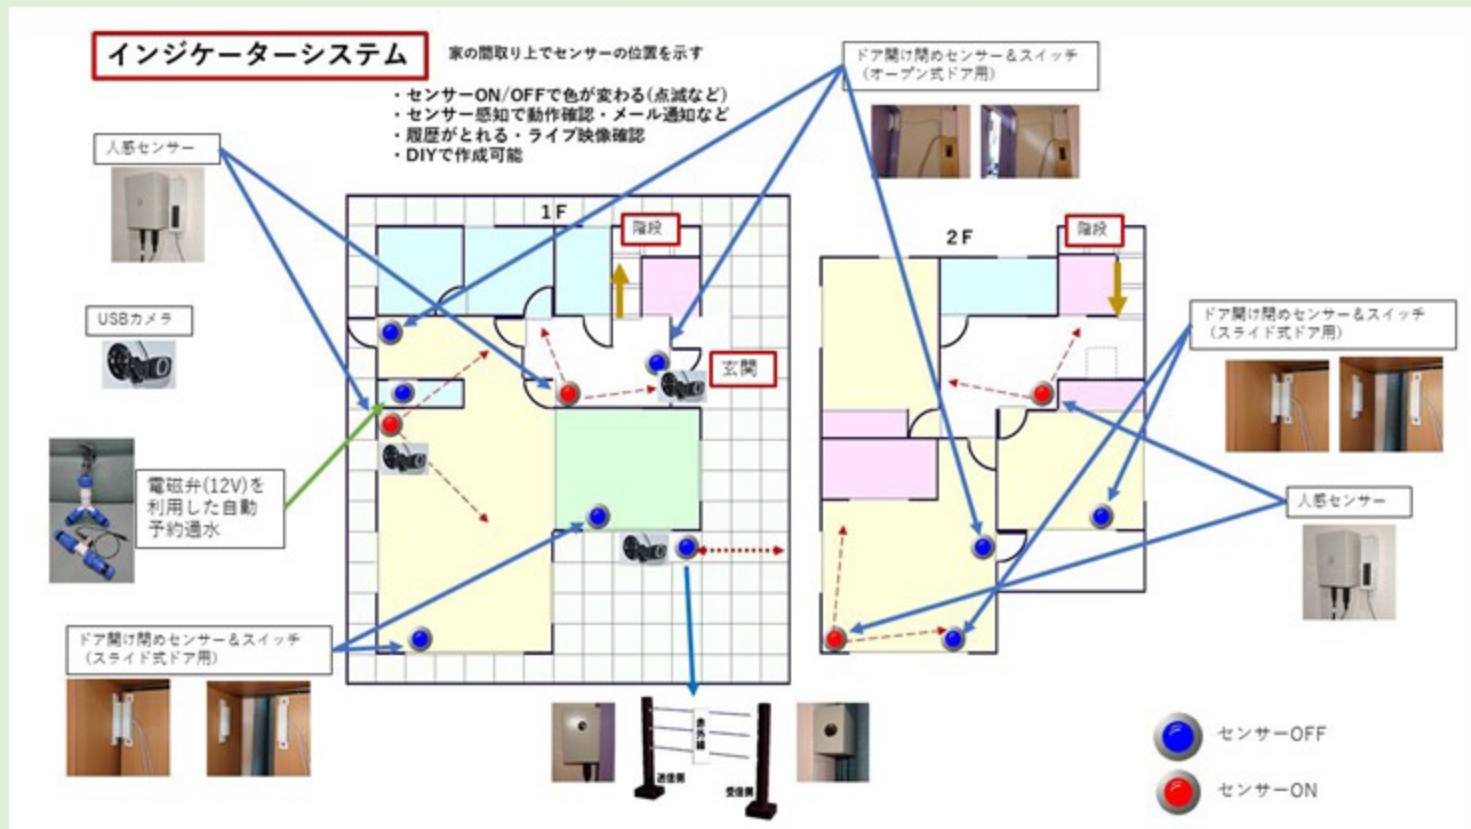 インジケーターシステム
家の間取り上でセンサーの位置を示す
・センサーON/OFFで色が変わる(点滅など)
・センサー感知で動作確認・メール通知など
・履歴がとれる・ライブ映像確認
・DIYで作成可能
ドア開け閉めセンサー＆スイッチ
（オープン式ドア用）
人感センサー
1F
階段
2F
階段
USBカメラ
ドア開け閉めセンサー＆スイッチ
（スライド式ドア用）
玄関
電磁弁(12V)を
利用した自動
予約通水
人感センサー
ドア開け閉めセンサー＆スイッチ
（スライド式ドア用）
赤外線
送信側
受信側
センサーOFF
センサーON